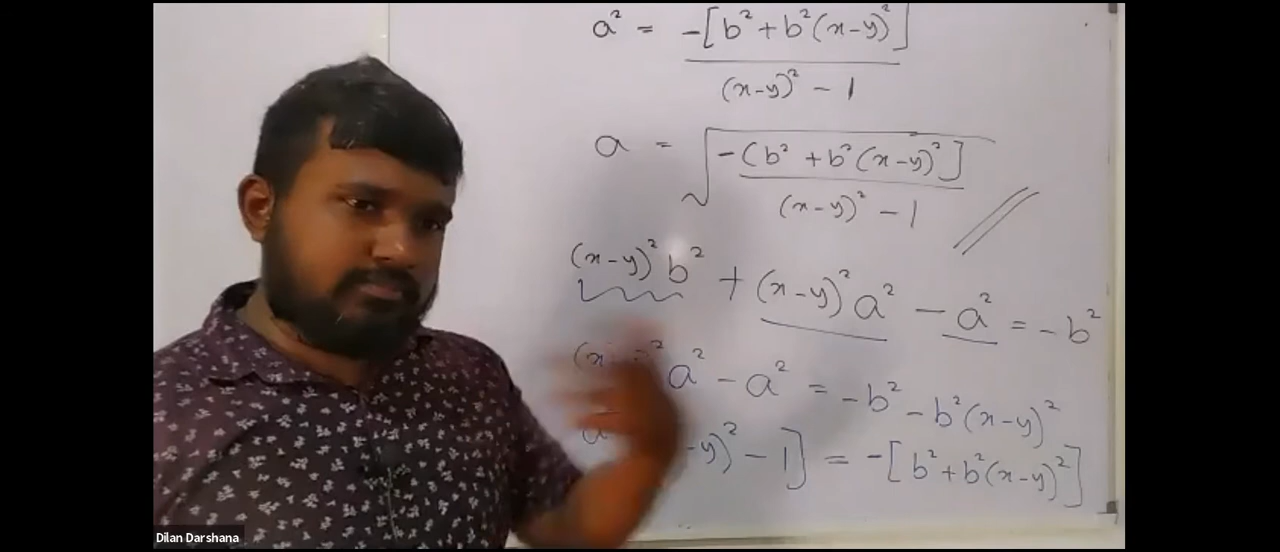 a² = -[b² + b²(x-y)²]
(x-y)² - 1
a = √-(b² + b²(x-y)²]
(x-y)² - 1
(x-y)² b² + (x-y)² a² - a² = -b²
(x ² a² - a² = -b² - b²(x-y)²
a -y)² - 1] = -[b² + b²(x-y)²]
Dilan Darshana